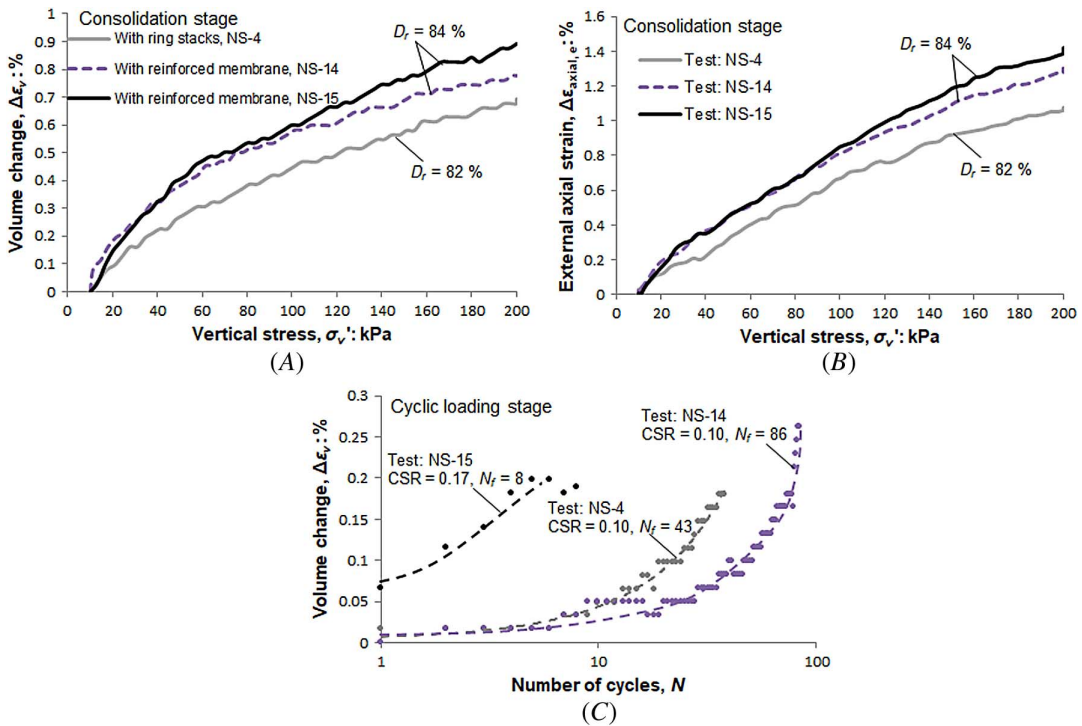 Consolidation stage
With ring stacks, NS-4
With reinforced membrane, NS-14
With reinforced membrane, NS-15
Dr = 84 %
Dr = 82 %
Volume change, Δεv: %
1
0.9
0.8
0.7
0.6
0.5
0.4
0.3
0.2
0.1
0
0 20 40 60 80 100 120 140 160 180 200
Vertical stress, σv': kPa
(A)
Consolidation stage
Test: NS-4
Test: NS-14
Test: NS-15
Dr = 84 %
Dr = 82 %
External axial strain, Δεaxial,e: %
1.6
1.4
1.2
1
0.8
0.6
0.4
0.2
0
0 20 40 60 80 100 120 140 160 180 200
Vertical stress, σv': kPa
(B)
Cyclic loading stage
Test: NS-15
CSR = 0.17, Nf = 8
Test: NS-4
CSR = 0.10, Nf = 43
Test: NS-14
CSR = 0.10, Nf = 86
Volume change, Δεv: %
0.3
0.25
0.2
0.15
0.1
0.05
0
1 10 100
Number of cycles, N
(C)